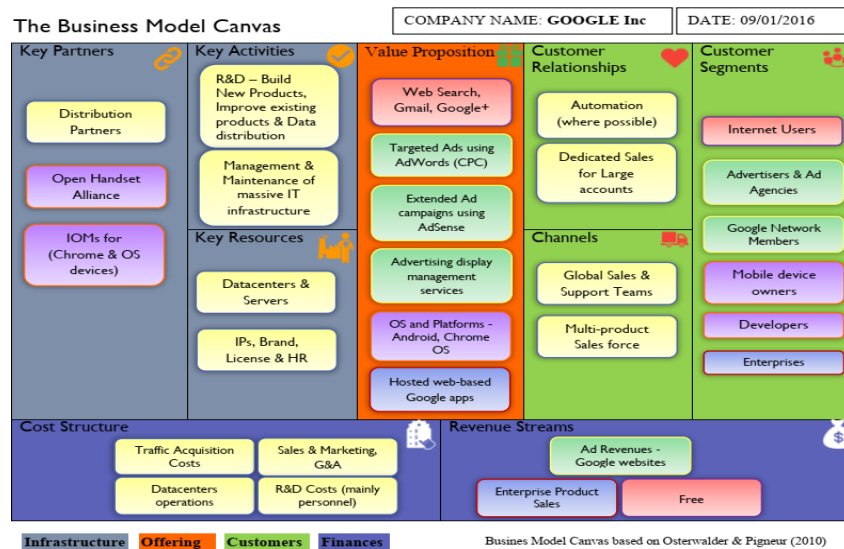 The Business Model Canvas
COMPANY NAME: GOOGLE Inc
DATE: 09/01/2016
Key Partners
Distribution
Partners
Open Handset
Alliance
IOMs for
(Chrome & OS
devices)
Key Activities
R&D – Build
New Products,
Improve existing
products & Data
distribution
Management &
Maintenance of
massive IT
infrastructure
Key Resources
Datacenters &
Servers
IPs, Brand,
License & HR
Value Proposition
Web Search,
Gmail, Google+
Targeted Ads using
AdWords (CPC)
Extended Ad
campaigns using
AdSense
Advertising display
management
services
OS and Platforms -
Android, Chrome
OS
Hosted web-based
Google apps
Customer
Relationships
Automation
(where possible)
Dedicated Sales
for Large
accounts
Channels
Global Sales &
Support Teams
Multi-product
Sales force
Customer
Segments
Internet Users
Advertisers & Ad
Agencies
Google Network
Members
Mobile device
owners
Developers
Enterprises
Cost Structure
Traffic Acquisition
Costs
Sales & Marketing,
G&A
Datacenters
operations
R&D Costs (mainly
personnel)
Revenue Streams
Ad Revenues -
Google websites
Enterprise Product
Sales
Free
$
Infrastructure Offering Customers Finances
Busines Model Canvas based on Osterwalder & Pigneur (2010)